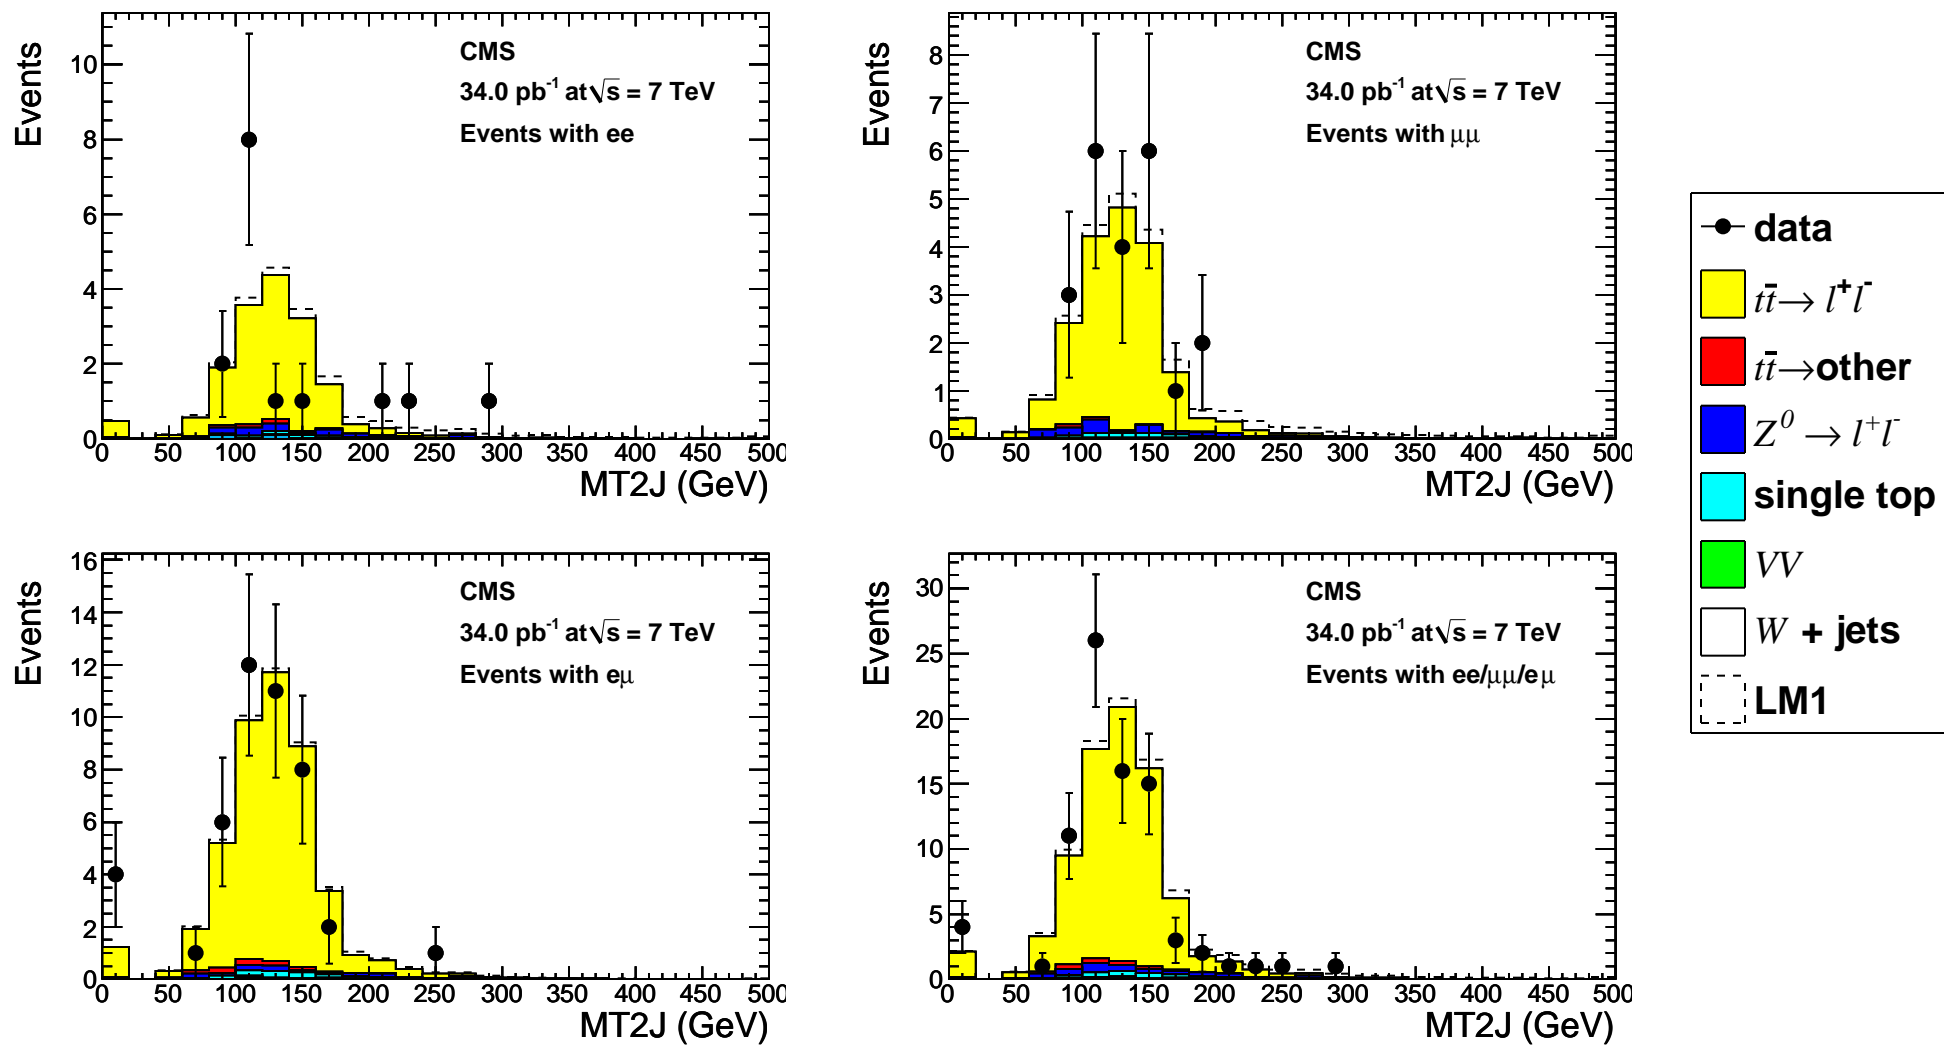 Events
10
8
6
4
2
0
CMS
34.0 pb⁻¹ at √s = 7 TeV
Events with ee
0 50 100 150 200 250 300 350 400 450 500
MT2J (GeV)
Events
8
7
6
5
4
3
2
1
0
CMS
34.0 pb⁻¹ at √s = 7 TeV
Events with μμ
0 50 100 150 200 250 300 350 400 450 500
MT2J (GeV)
Events
16
14
12
10
8
6
4
2
0
CMS
34.0 pb⁻¹ at √s = 7 TeV
Events with eμ
0 50 100 150 200 250 300 350 400 450 500
MT2J (GeV)
Events
30
25
20
15
10
5
0
CMS
34.0 pb⁻¹ at √s = 7 TeV
Events with ee/μμ/eμ
0 50 100 150 200 250 300 350 400 450 500
MT2J (GeV)
data
tt̄ → l⁺l⁻
tt̄ → other
Z⁰ → l⁺l⁻
single top
VV
W + jets
LM1